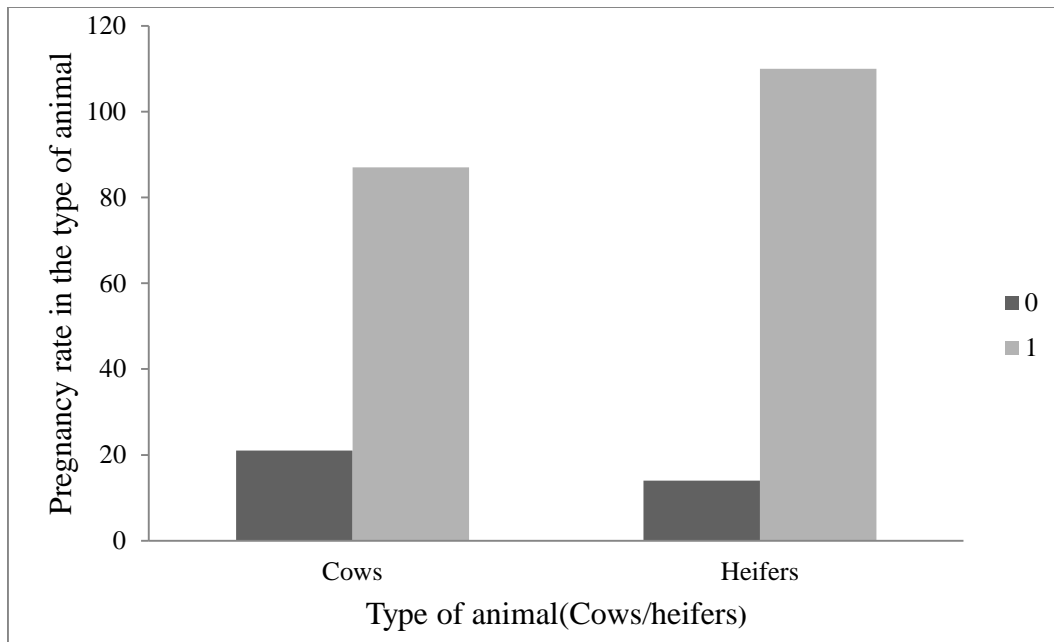 Pregnancy rate in the type of animal
120
100
80
60
40
20
0
Cows
Heifers
Type of animal(Cows/heifers)
0
1